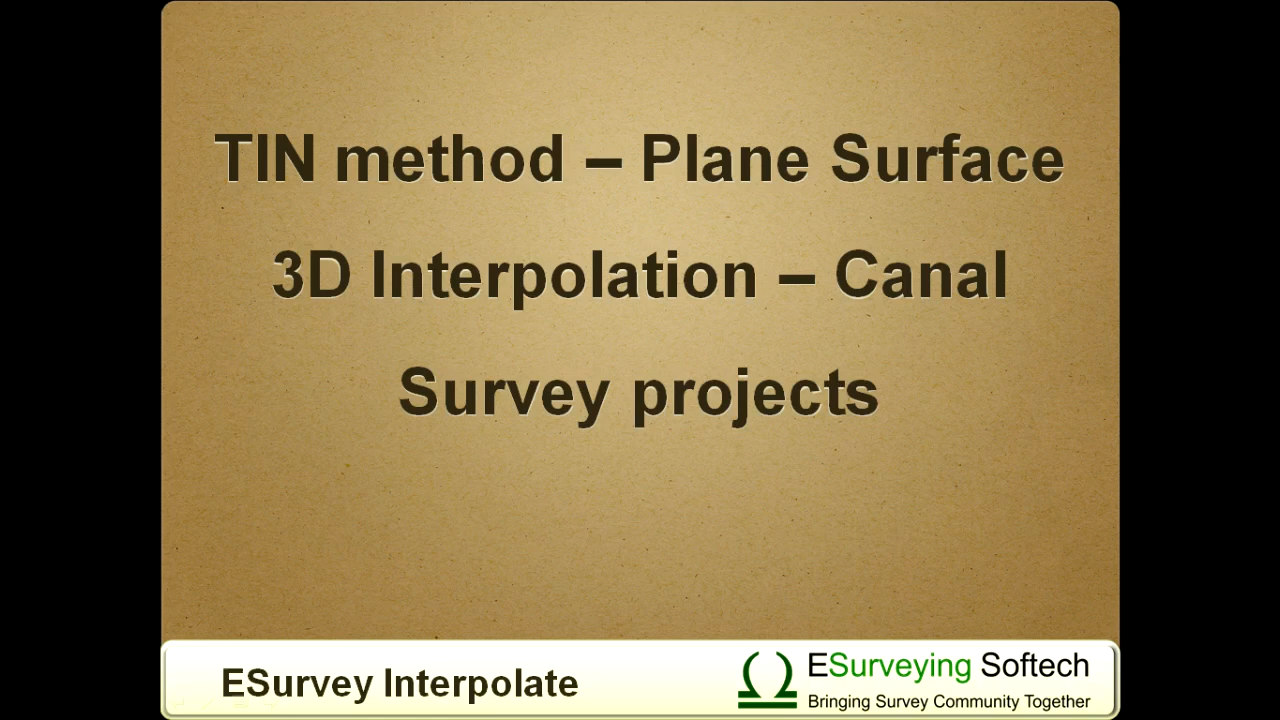 TIN method – Plane Surface
3D Interpolation – Canal
Survey projects
ESurvey Interpolate
ESurveying Softech
Bringing Survey Community Together